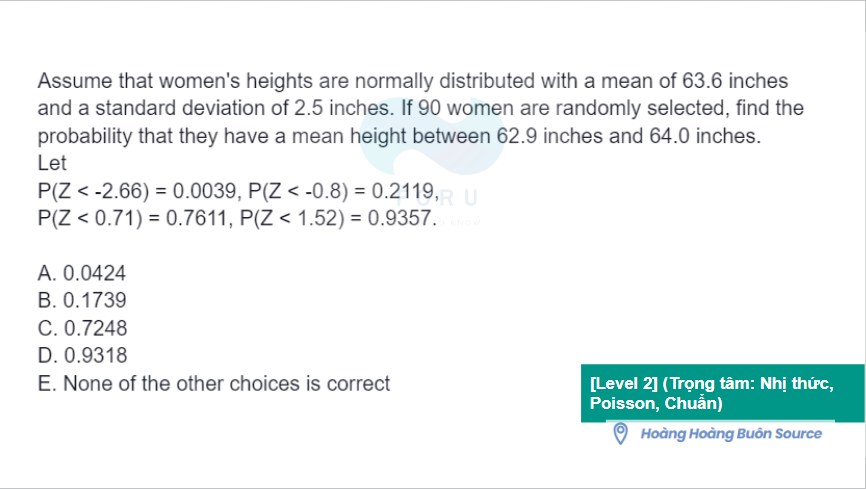 Assume that women's heights are normally distributed with a mean of 63.6 inches
and a standard deviation of 2.5 inches. If 90 women are randomly selected, find the
probability that they have a mean height between 62.9 inches and 64.0 inches.
Let
P(Z < -2.66) = 0.0039, P(Z < -0.8) = 0.2119,
P(Z < 0.71) = 0.7611, P(Z < 1.52) = 0.9357.
A. 0.0424
B. 0.1739
C. 0.7248
D. 0.9318
E. None of the other choices is correct
[Level 2] (Trọng tâm: Nhị thức,
Poisson, Chuẩn)
Hoàng Hoàng Buôn Source